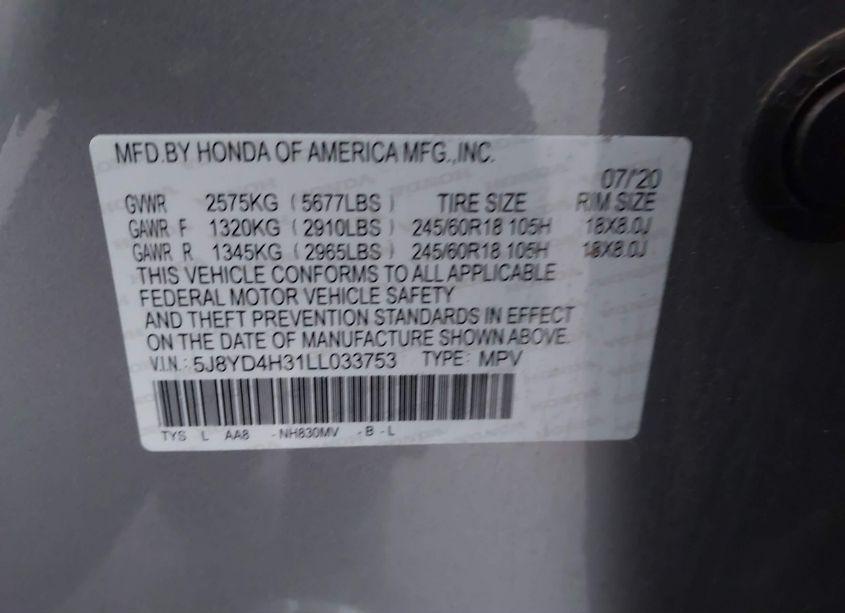 MFD.BY HONDA OF AMERICA MFG.,INC.
07/'20
GVWR 2575KG ( 5677LBS ) TIRE SIZE RIM SIZE
GAWR F 1320KG ( 2910LBS ) 245/60R18 105H 18X8.0J
GAWR R 1345KG ( 2965LBS ) 245/60R18 105H 18X8.0J
THIS VEHICLE CONFORMS TO ALL APPLICABLE
FEDERAL MOTOR VEHICLE SAFETY
AND THEFT PREVENTION STANDARDS IN EFFECT
ON THE DATE OF MANUFACTURE SHOWN ABOVE.
V.I.N.: 5J8YD4H31LL033753 TYPE: MPV
TYS L AA8 -NH830MV -B -L